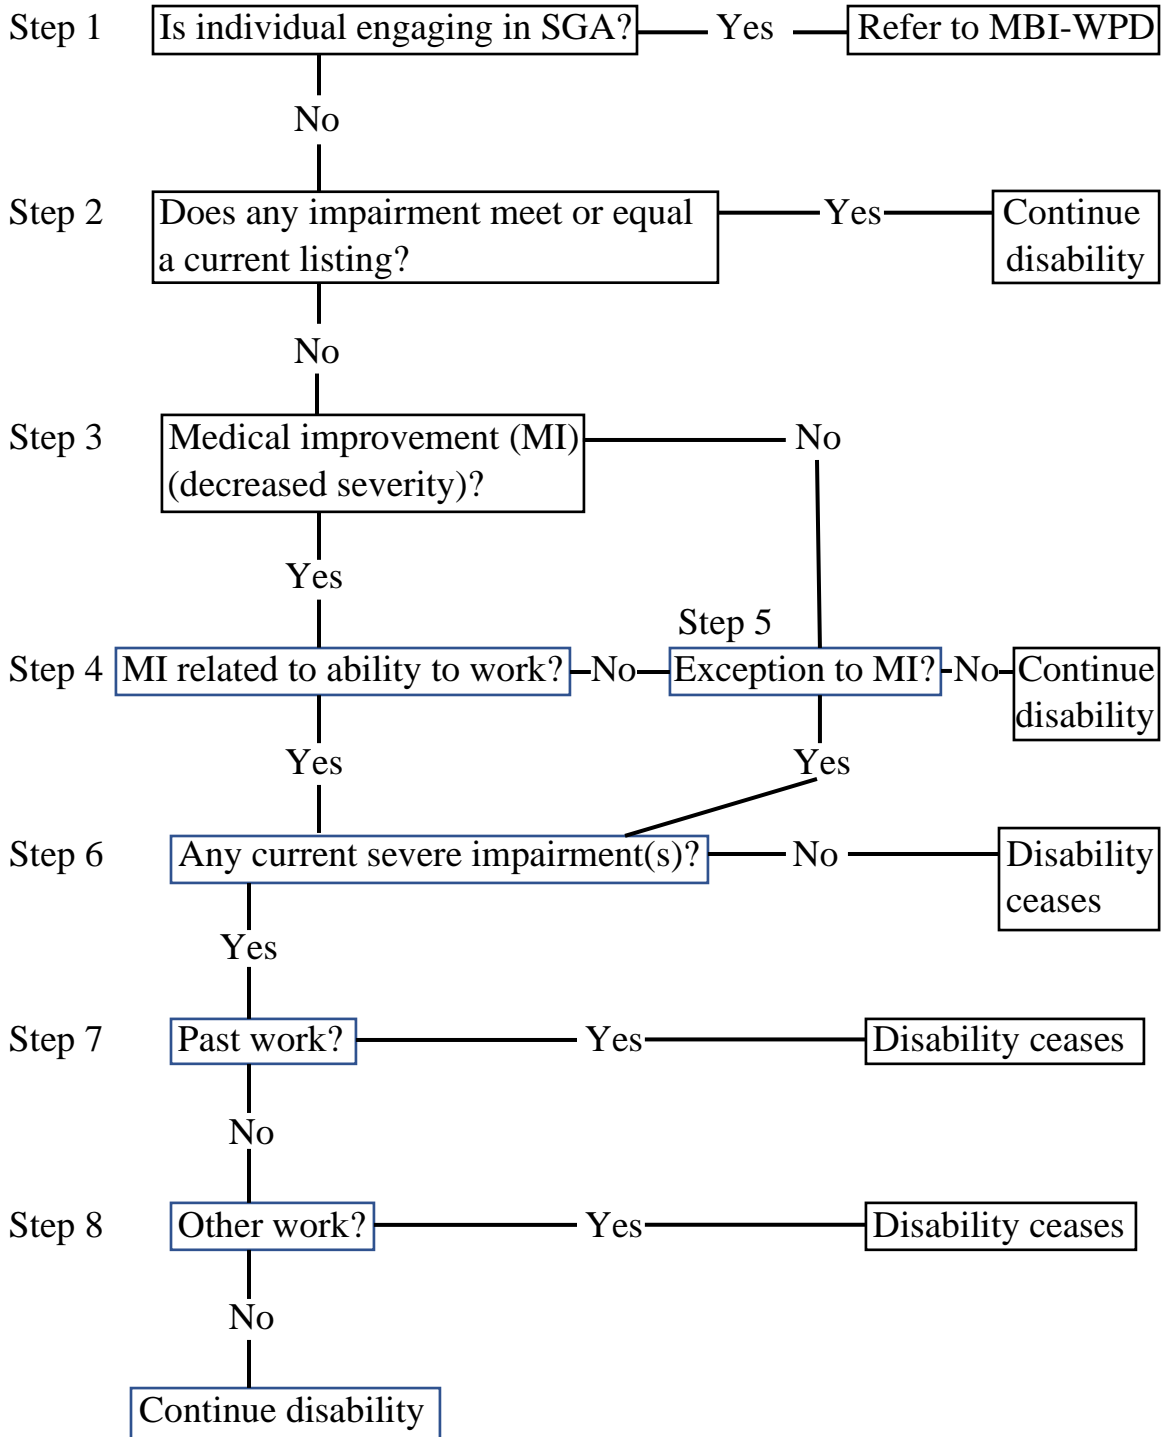 Step 1 Is individual engaging in SGA? Yes Refer to MBI-WPD
No
Step 2 Does any impairment meet or equal Yes Continue
a current listing? disability
No
Step 3 Medical improvement (MI) No
(decreased severity)?
Yes
Step 5
Step 4 MI related to ability to work? No Exception to MI? No Continue
disability
Yes Yes
Step 6 Any current severe impairment(s)? No Disability
ceases
Yes
Step 7 Past work? Yes Disability ceases
No
Step 8 Other work? Yes Disability ceases
No
Continue disability